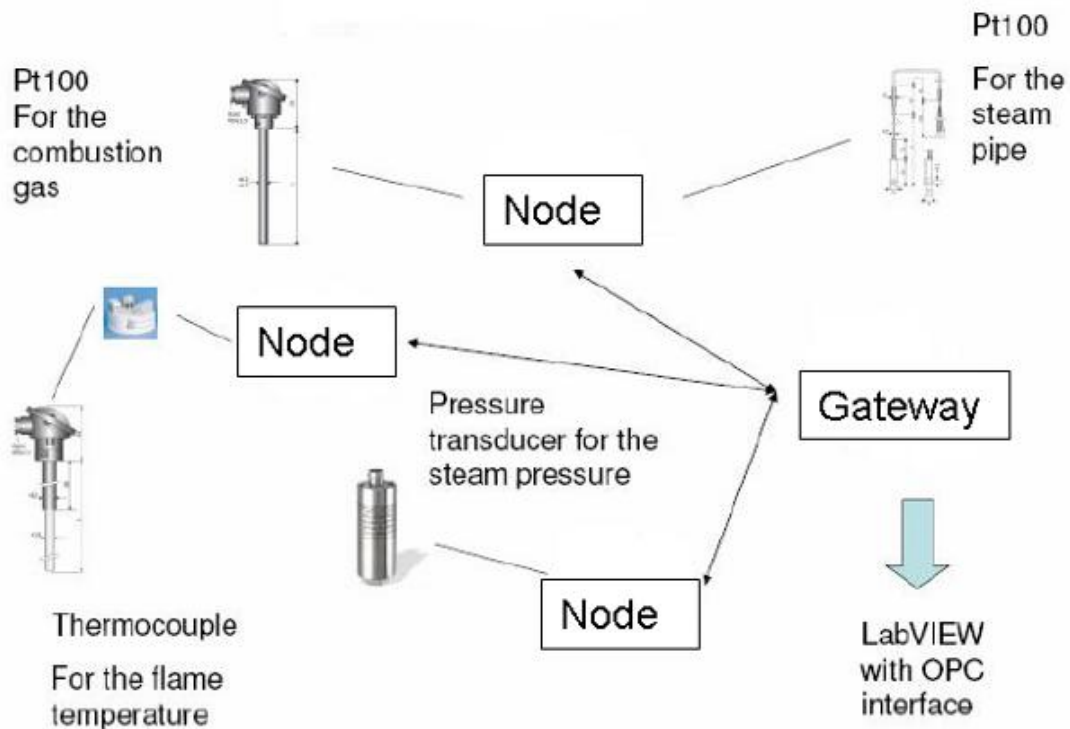 Pt100
For the
combustion
gas
Pt100
For the
steam
pipe
Node
Node
Pressure
transducer for the
steam pressure
Gateway
Node
Thermocouple
For the flame
temperature
LabVIEW
with OPC
interface